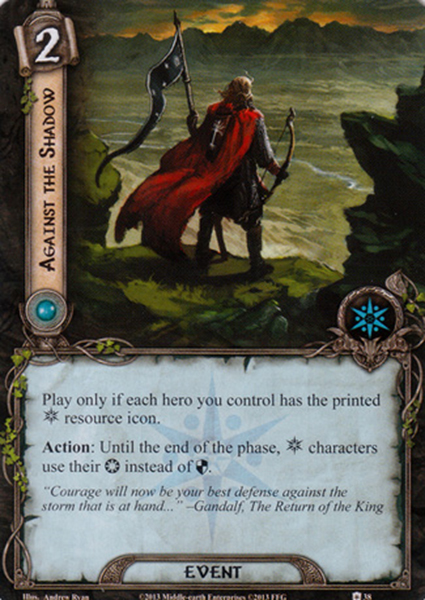 2
AGAINST THE SHADOW
Play only if each hero you control has the printed
resource icon.
Action: Until the end of the phase, characters
use their instead of .
“Courage will now be your best defense against the
storm that is at hand...” –Gandalf, The Return of the King
EVENT
Illus. Andrew Ryan ©2013 Middle-earth Enterprises ©2013 FFG 38